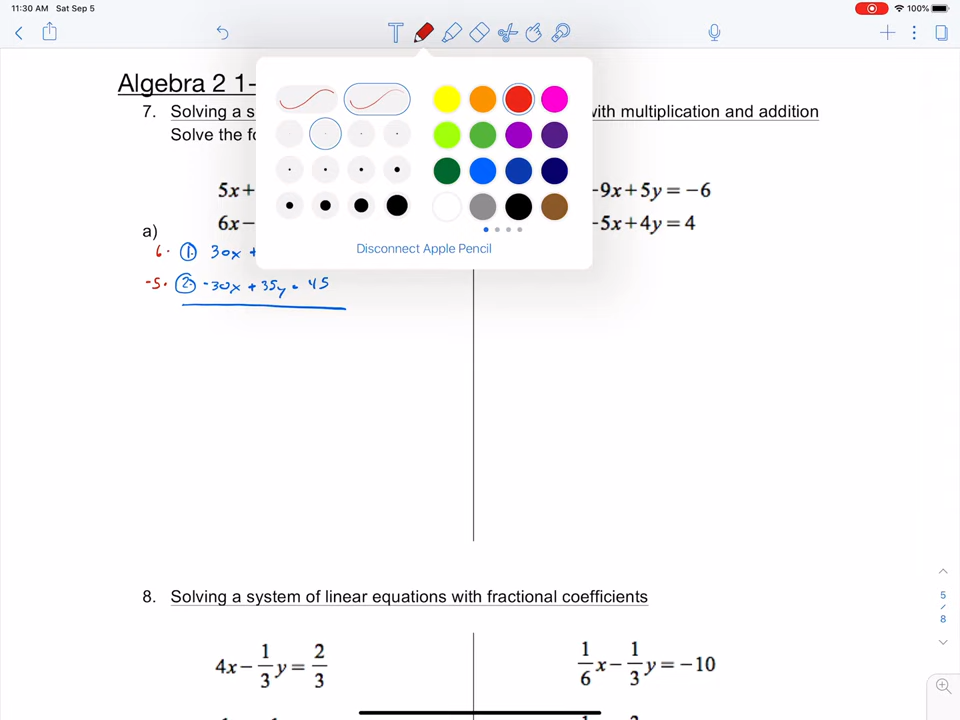 11:30 AM Sat Sep 5 100%
T
Algebra 2 1-
7. Solving a s with multiplication and addition
Solve the fo
5x+ -9x+5y=-6
6x- -5x+4y=4
a)
6· ① 30x +
-5· ② -30x + 35y = 45
Disconnect Apple Pencil
8. Solving a system of linear equations with fractional coefficients
4x-1/3y=2/3 1/6x-1/3y=-10
5
/
8